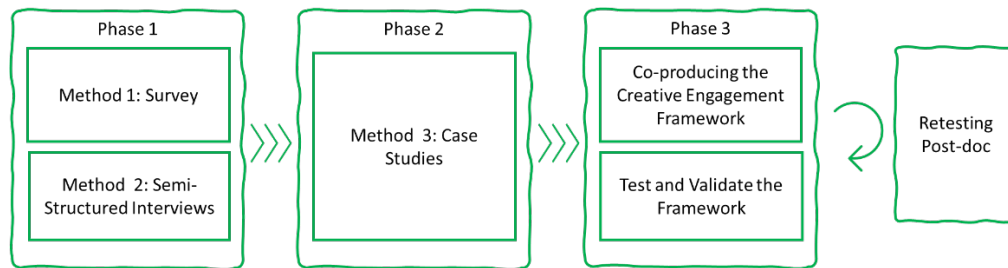 Phase 1
Method 1: Survey
Method 2: Semi-
Structured Interviews
Phase 2
Method 3: Case
Studies
Phase 3
Co-producing the
Creative Engagement
Framework
Test and Validate the
Framework
Retesting
Post-doc